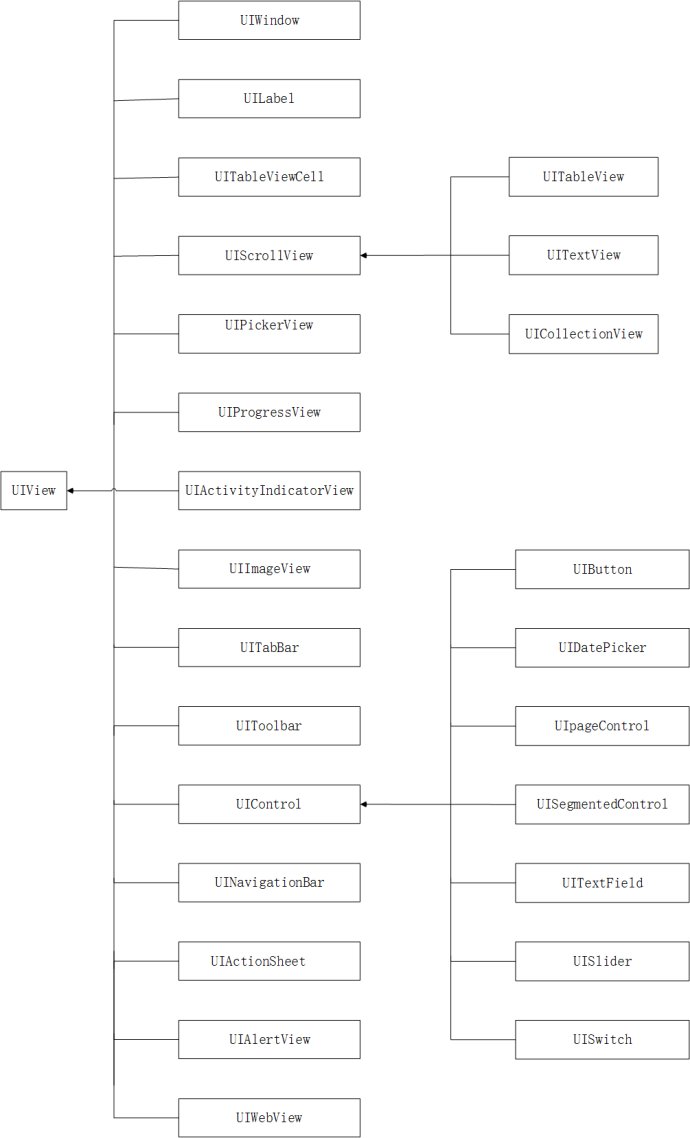 UIWindow
UILabel
UITableViewCell
UITableView
UIScrollView
UITextView
UIPickerView
UICollectionView
UIProgressView
UIView
UIActivityIndicatorView
UIImageView
UIButton
UITabBar
UIDatePicker
UIToolbar
UIpageControl
UIControl
UISegmentedControl
UINavigationBar
UITextField
UIActionSheet
UISlider
UIAlertView
UISwitch
UIWebView